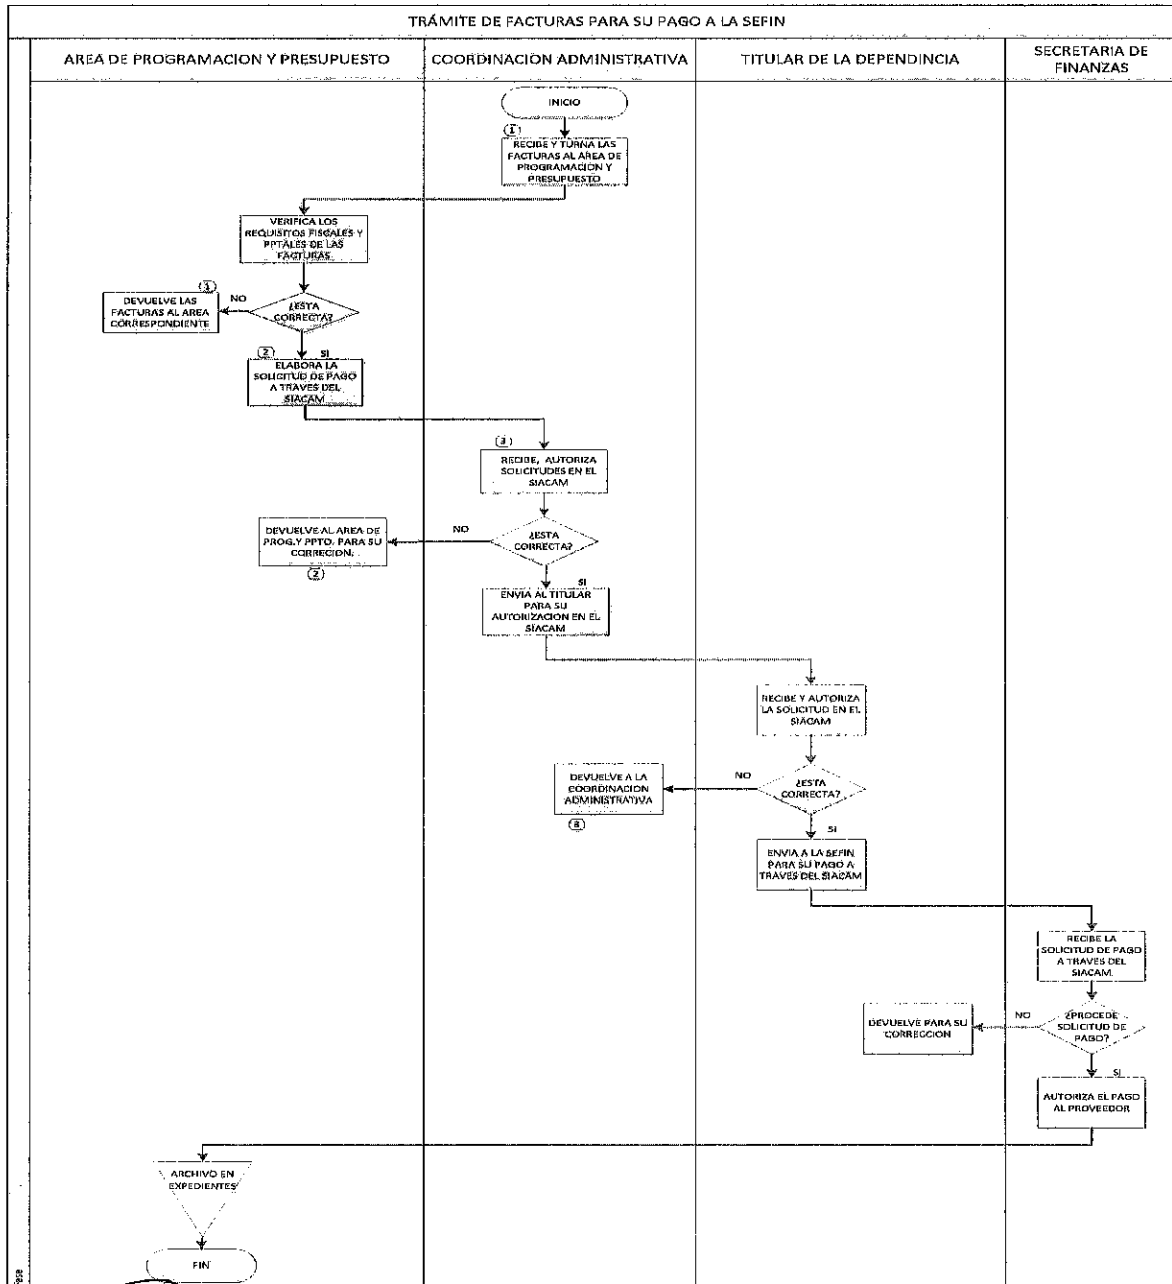 TRÁMITE DE FACTURAS PARA SU PAGO A LA SEFIN
AREA DE PROGRAMACION Y PRESUPUESTO
COORDINACION ADMINISTRATIVA
TITULAR DE LA DEPENDINCIA
SECRETARIA DE
FINANZAS
INICIO
1
RECIBE Y TURNA LAS
FACTURAS AL AREA DE
PROGRAMACION Y
PRESUPUESTO
VERIFICA LOS
REQUISITOS FISCALES Y
PPTALES DE LAS
FACTURAS
1
NO
DEVUELVE LAS
FACTURAS AL AREA
CORRESPONDIENTE
¿ESTA
CORRECTA?
2
SI
ELABORA LA
SOLICITUD DE PAGO
A TRAVES DEL
SIACAM
3
RECIBE, AUTORIZA
SOLICITUDES EN EL
SIACAM
NO
DEVUELVE AL AREA DE
PROG.Y PPTO. PARA SU
CORRECION.
2
¿ESTA
CORRECTA?
SI
ENVIA AL TITULAR
PARA SU
AUTORIZACION EN EL
SIACAM
RECIBE Y AUTORIZA
LA SOLICITUD EN EL
SIACAM
NO
DEVUELVE A LA
COORDINACION
ADMINISTRATIVA
3
¿ESTA
CORRECTA?
SI
ENVIA A LA SEFIN
PARA SU PAGO A
TRAVES DEL SIACAM
RECIBE LA
SOLICITUD DE PAGO
A TRAVES DEL
SIACAM
NO
DEVUELVE PARA SU
CORRECCION
¿PROCEDE
SOLICITUD DE
PAGO?
SI
AUTORIZA EL PAGO
AL PROVEEDOR
ARCHIVO EN
EXPEDIENTES
FIN
Fase